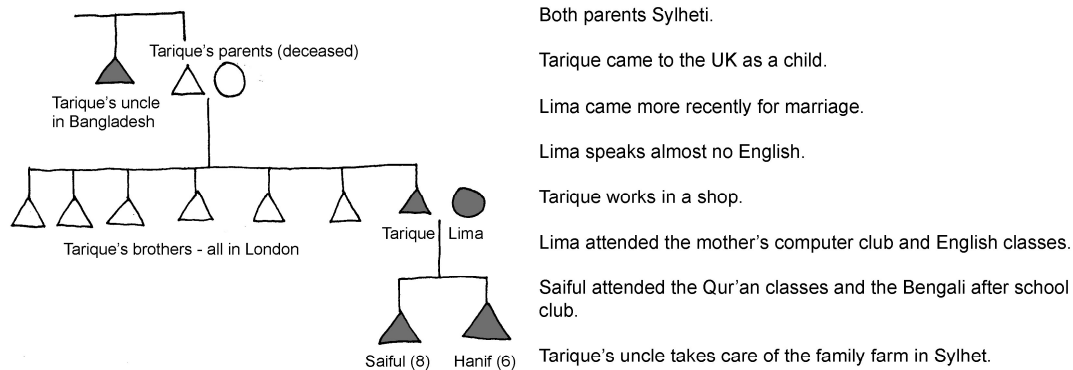 Tarique's parents (deceased)
Tarique's uncle
in Bangladesh
Tarique's brothers - all in London
Tarique
Lima
Saiful (8)
Hanif (6)
Both parents Sylheti.
Tarique came to the UK as a child.
Lima came more recently for marriage.
Lima speaks almost no English.
Tarique works in a shop.
Lima attended the mother's computer club and English classes.
Saiful attended the Qur'an classes and the Bengali after school
club.
Tarique's uncle takes care of the family farm in Sylhet.